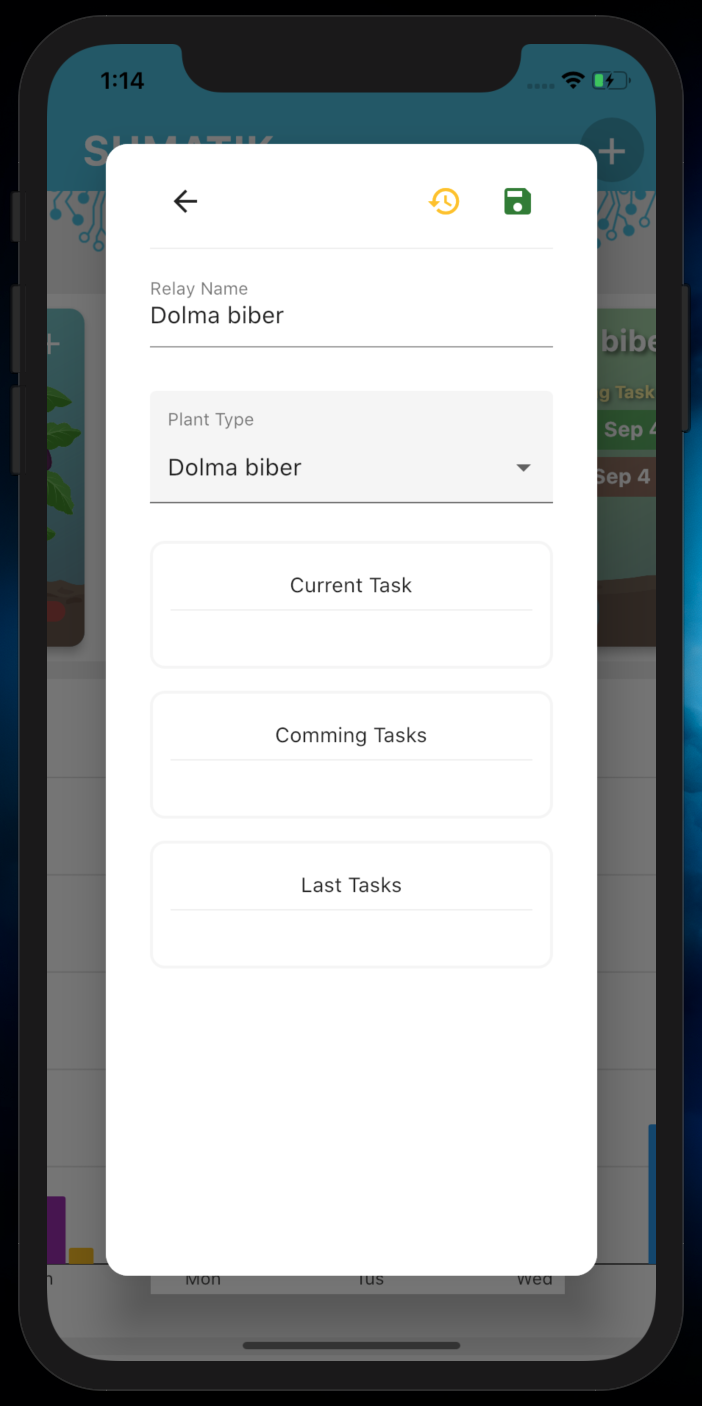 1:14
SUMATIK
Relay Name
Dolma biber
Plant Type
Dolma biber
Current Task
Comming Tasks
Last Tasks
bibe
g Task
Sep 4
Sep 4
Mon
Tus
Wed